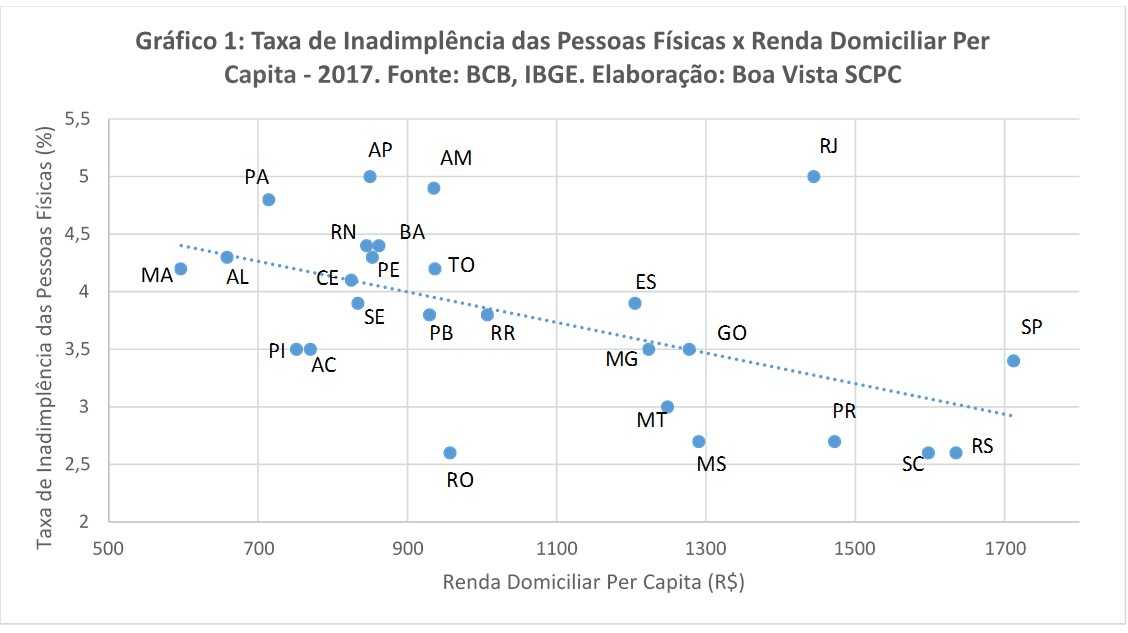 Gráfico 1: Taxa de Inadimplência das Pessoas Físicas x Renda Domiciliar Per
Capita - 2017. Fonte: BCB, IBGE. Elaboração: Boa Vista SCPC
Taxa de Inadimplência das Pessoas Físicas (%)
5,5
5
4,5
4
3,5
3
2,5
2
RJ
AP
AM
PA
RN
BA
TO
PE
MA
AL
CE
ES
SE
PB
RR
GO
SP
PI
AC
MG
PR
MT
RS
MS
SC
RO
500
700
900
1100
1300
1500
1700
Renda Domiciliar Per Capita (R$)